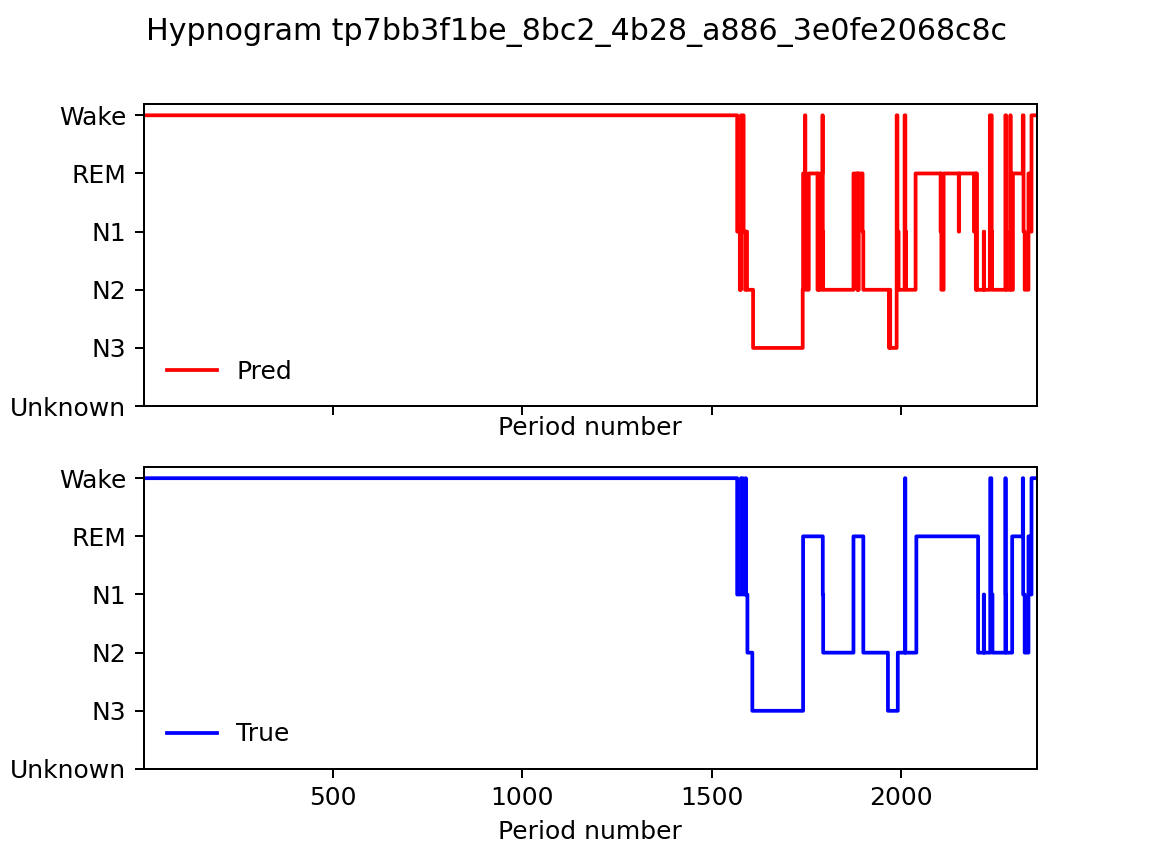 Hypnogram tp7bb3f1be_8bc2_4b28_a886_3e0fe2068c8c
Wake
REM
N1
N2
N3
Unknown
Pred
Period number
Wake
REM
N1
N2
N3
Unknown
True
500 1000 1500 2000
Period number